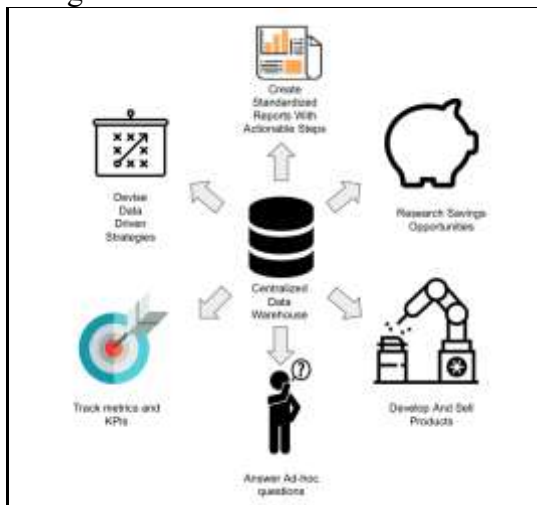 Create
Standardized
Reports With
Actionable Steps
Devise
Data
Driven
Strategies
Research Savings
Opportunities
Centralized
Data
Warehouse
Track metrics and
KPIs
?
Develop And Sell
Products
Answer Ad-hoc
questions